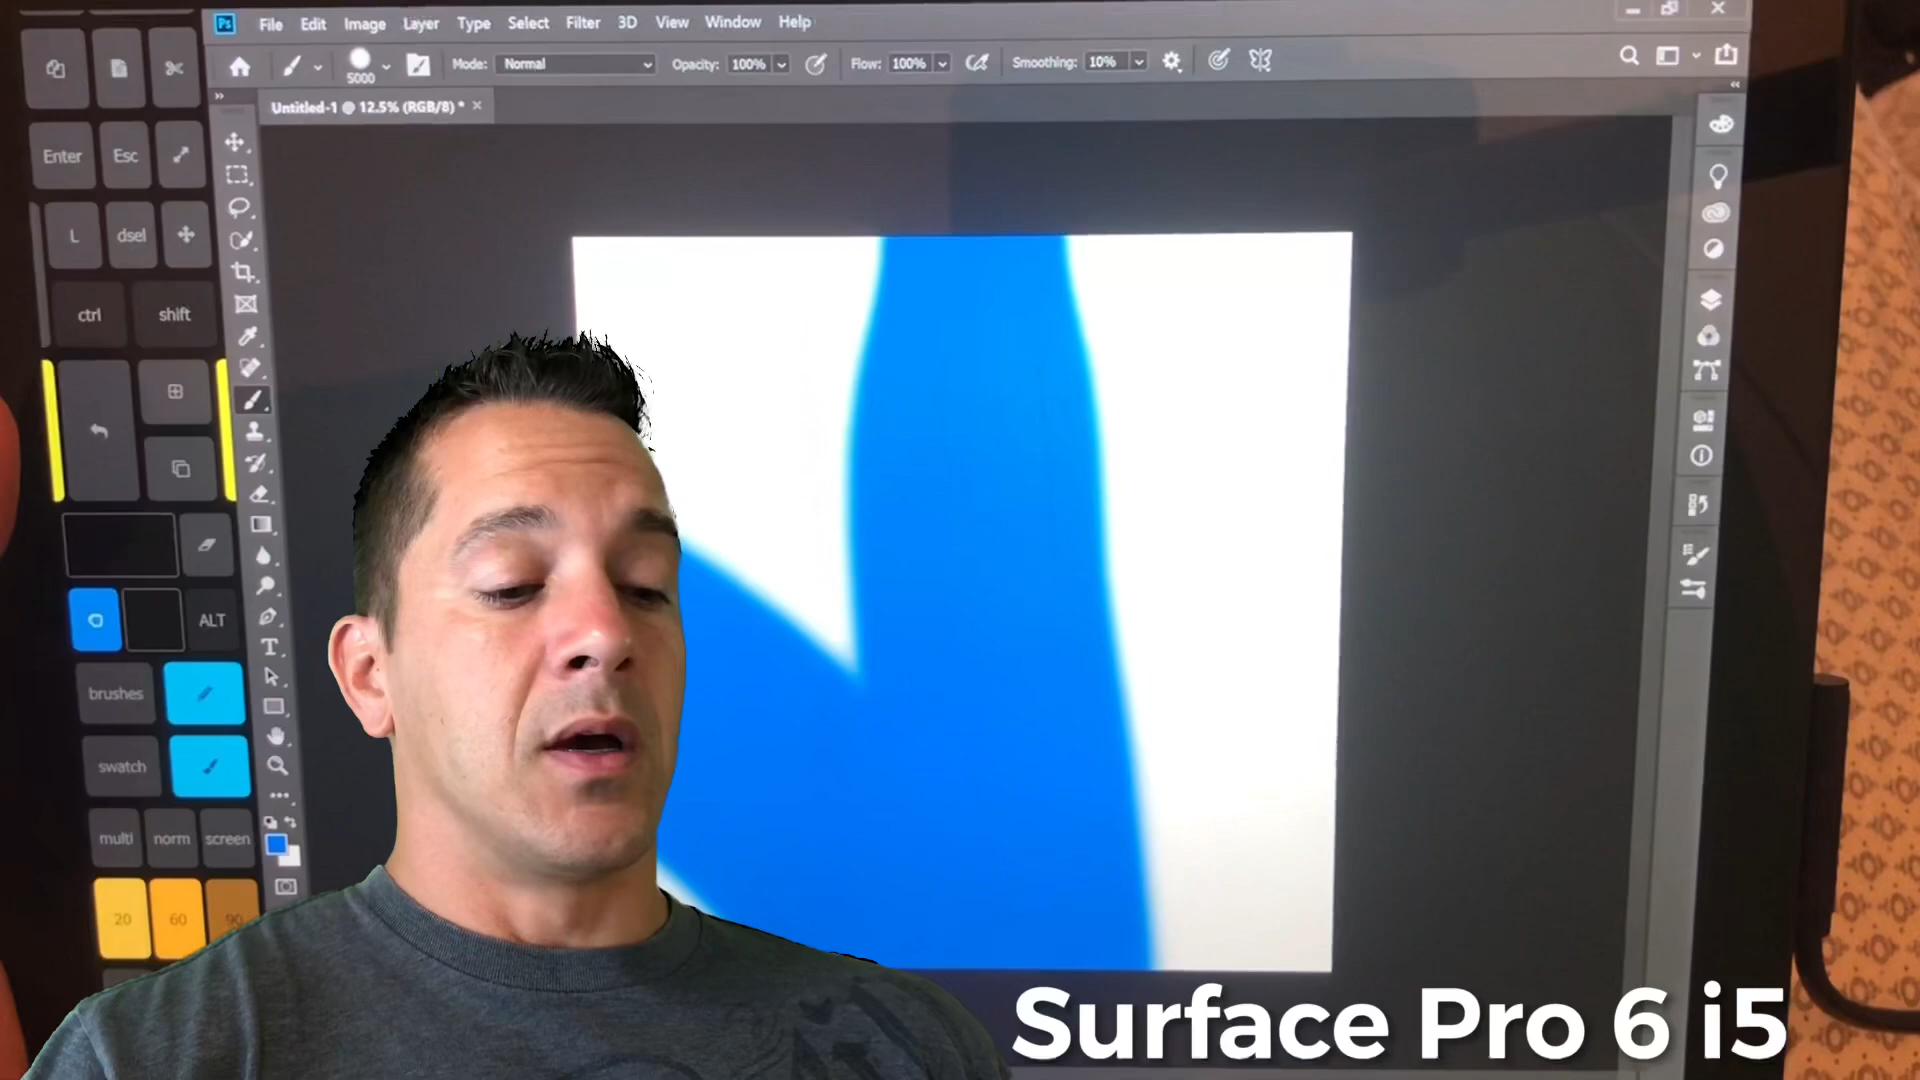 Ps File Edit Image Layer Type Select Filter 3D View Window Help
5000 Mode: Normal Opacity: 100% Flow: 100% Smoothing: 10%
Untitled-1 @ 12.5% (RGB/8) *
Enter Esc
L dsel
ctrl shift
ALT
brushes
swatch
multi norm screen
20 60 90
Surface Pro 6 i5